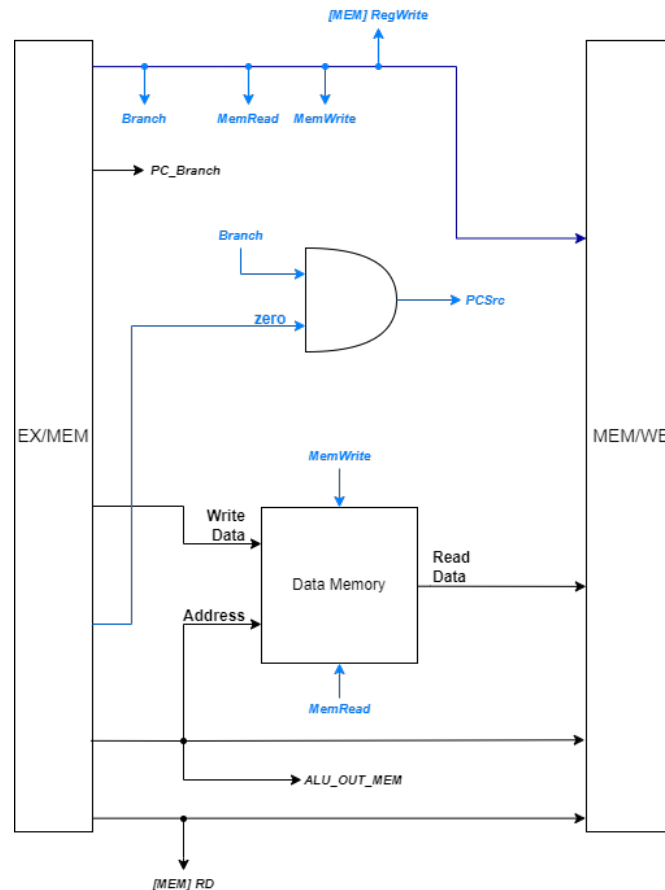 [MEM] RegWrite
Branch
MemRead
MemWrite
PC_Branch
Branch
PCSrc
zero
EX/MEM
MEM/WB
MemWrite
Write
Data
Data Memory
Read
Data
Address
MemRead
ALU_OUT_MEM
[MEM] RD